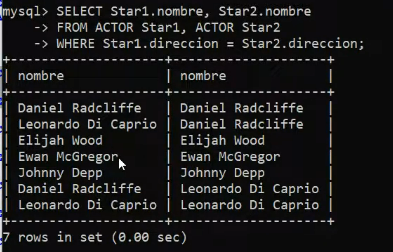 mysql> SELECT Star1.nombre, Star2.nombre
    -> FROM ACTOR Star1, ACTOR Star2
    -> WHERE Star1.direccion = Star2.direccion;
+-------------------+-------------------+
| nombre            | nombre            |
+-------------------+-------------------+
| Daniel Radcliffe  | Daniel Radcliffe  |
| Leonardo Di Caprio | Daniel Radcliffe  |
| Elijah Wood       | Elijah Wood       |
| Ewan McGregor     | Ewan McGregor     |
| Johnny Depp       | Johnny Depp       |
| Daniel Radcliffe  | Leonardo Di Caprio |
| Leonardo Di Caprio | Leonardo Di Caprio |
+-------------------+-------------------+
7 rows in set (0.00 sec)